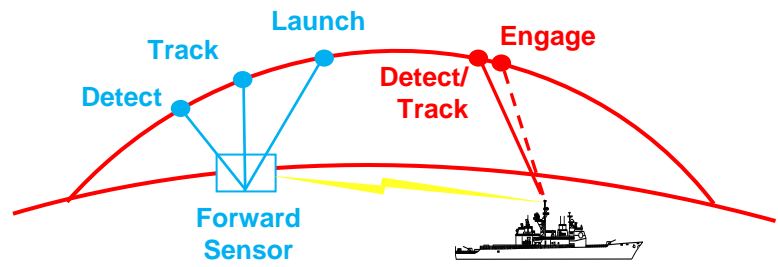 Launch
Track
Detect
Engage
Detect/
Track
Forward
Sensor